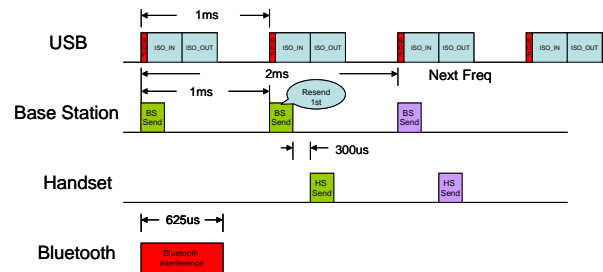 1ms
USB
ISO_IN
ISO_OUT
ISO_IN
ISO_OUT
ISO_IN
ISO_OUT
ISO_IN
ISO_OUT
2ms
Next Freq
1ms
Resend
1st
Base Station
BS
Send
BS
Send
BS
Send
300us
Handset
HS
Send
HS
Send
625us
Bluetooth
Bluetooth
interference